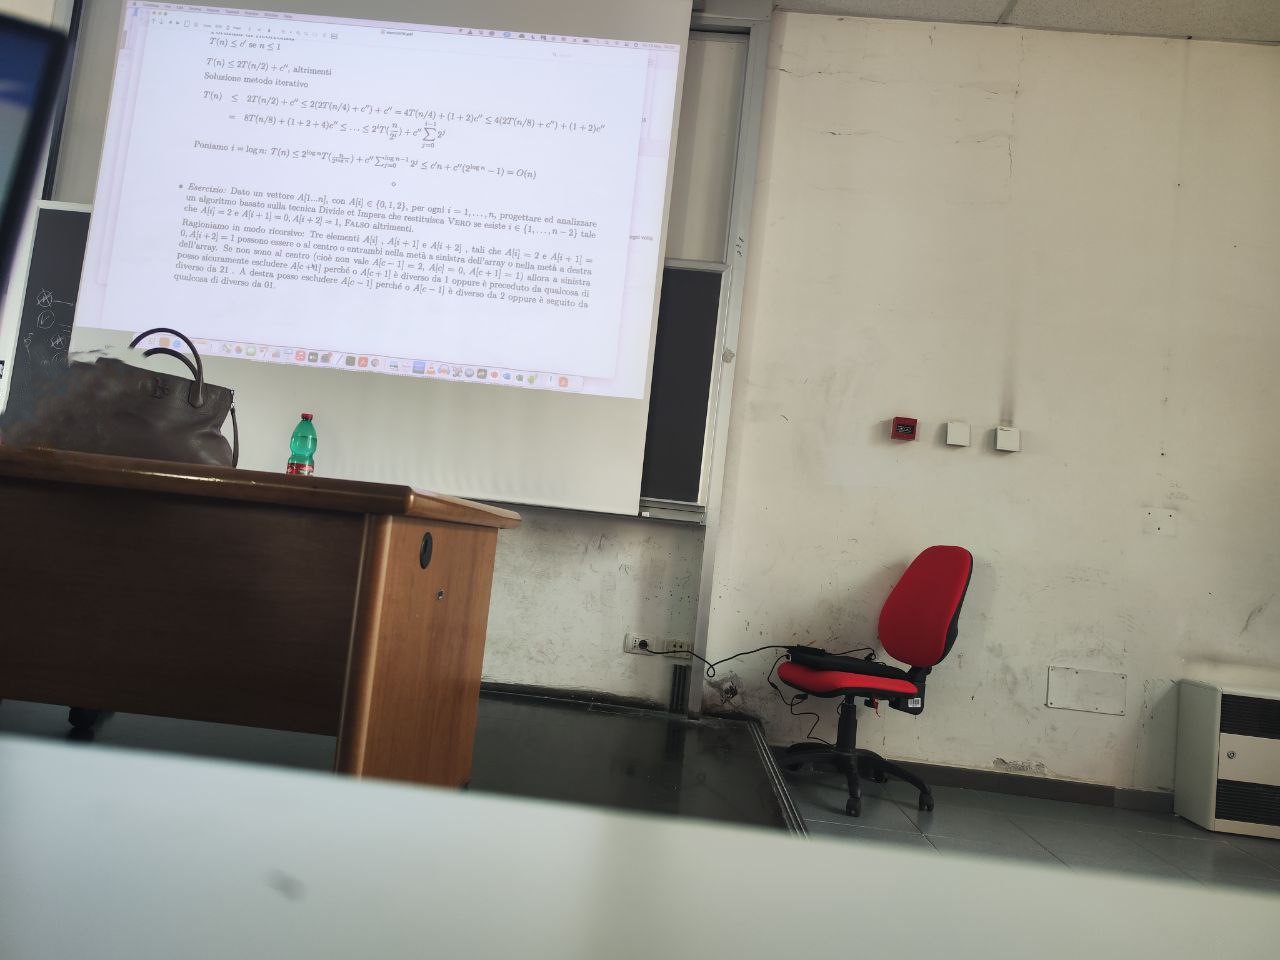 T(n) ≤ c′ se n ≤ 1
T(n) ≤ 2T(n/2) + c″, altrimenti
Soluzione metodo iterativo
T(n) ≤ 2T(n/2) + c″ ≤ 2(2T(n/4) + c″) + c″ = 4T(n/4) + (1 + 2)c″ ≤ 4(2T(n/8) + c″) + (1 + 2)c″
= 8T(n/8) + (1 + 2 + 4)c″ ≤ … ≤ 2^i T(n/2^i) + c″ ∑_{j=0}^{i−1} 2^j
Poniamo i = log n: T(n) ≤ 2^{log n} T(n/2^{log n}) + c″ ∑_{j=0}^{log n−1} 2^j ≤ c′n + c″(2^{log n} − 1) = O(n)
• Esercizio: Dato un vettore A[1...n], con A[i] ∈ {0, 1, 2}, per ogni i = 1, . . . , n, progettare ed analizzare
un algoritmo basato sulla tecnica Divide et Impera che restituisca VERO se esiste i ∈ {1, . . . , n − 2} tale
che A[i] = 2 e A[i + 1] = 0, A[i + 2] = 1, FALSO altrimenti.
Ragioniamo in modo ricorsivo: Tre elementi A[i] , A[i + 1] e A[i + 2] , tali che A[i] = 2 e A[i + 1] =
0, A[i + 2] = 1 possono essere o al centro o entrambi nella metà a sinistra dell'array o nella metà a destra
dell'array. Se non sono al centro (cioè non vale A[c − 1] = 2, A[c] = 0, A[c + 1] = 1) allora a sinistra
posso sicuramente escludere A[c+1] perché o A[c + 1] è diverso da 1 oppure è preceduto da qualcosa di
diverso da 21 . A destra posso escludere A[c − 1] perché o A[c − 1] è diverso da 2 oppure è seguito da
qualcosa di diverso da 01.